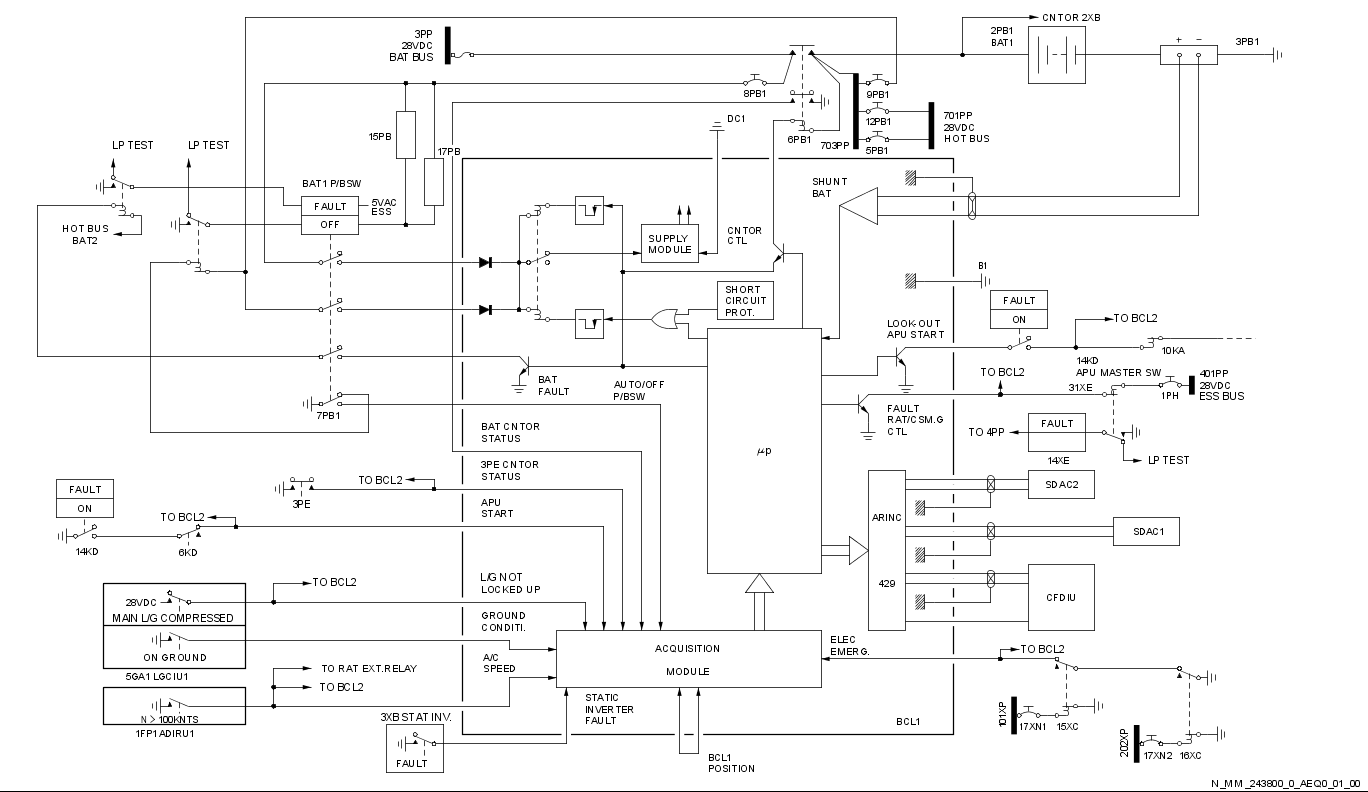 CNTOR 2XB
3PP
28VDC
BAT BUS
2PB1
BAT1
+ −
3PB1
8PB1
9PB1
12PB1
5PB1
6PB1
703PP
701PP
28VDC
HOT BUS
DC1
15PB
17PB
LP TEST
LP TEST
BAT1 P/BSW
FAULT
OFF
5VAC
ESS
HOT BUS
BAT2
SHUNT
BAT
CNTOR
CTL
SUPPLY
MODULE
B1
SHORT
CIRCUIT
PROT.
FAULT
ON
LOOK-OUT
APU START
TO BCL2
10KA
14KD
APU MASTER SW
BAT
FAULT
AUTO/OFF
P/BSW
7PB1
TO BCL2
31XE
1PH
401PP
28VDC
ESS BUS
FAULT
RAT/CSM.G
CTL
TO 4PP
FAULT
14XE
LP TEST
BAT CNTOR
STATUS
μp
3PE CNTOR
STATUS
TO BCL2
3PE
APU
START
FAULT
ON
TO BCL2
14KD
6KD
ARINC
429
SDAC2
SDAC1
CFDIU
L/G NOT
LOCKED UP
TO BCL2
28VDC
MAIN L/G COMPRESSED
ON GROUND
5GA1 LGCIU1
GROUND
CONDITI.
A/C
SPEED
TO RAT EXT.RELAY
TO BCL2
N > 100KNTS
1FP1 ADIRU1
ACQUISITION
MODULE
ELEC
EMERG.
TO BCL2
STATIC
INVERTER
FAULT
3XB STAT INV.
FAULT
BCL1
BCL1
POSITION
101XP
17XN1
15XC
202XP
17XN2
16XC
N_MM_243800_0_AEQ0_01_00